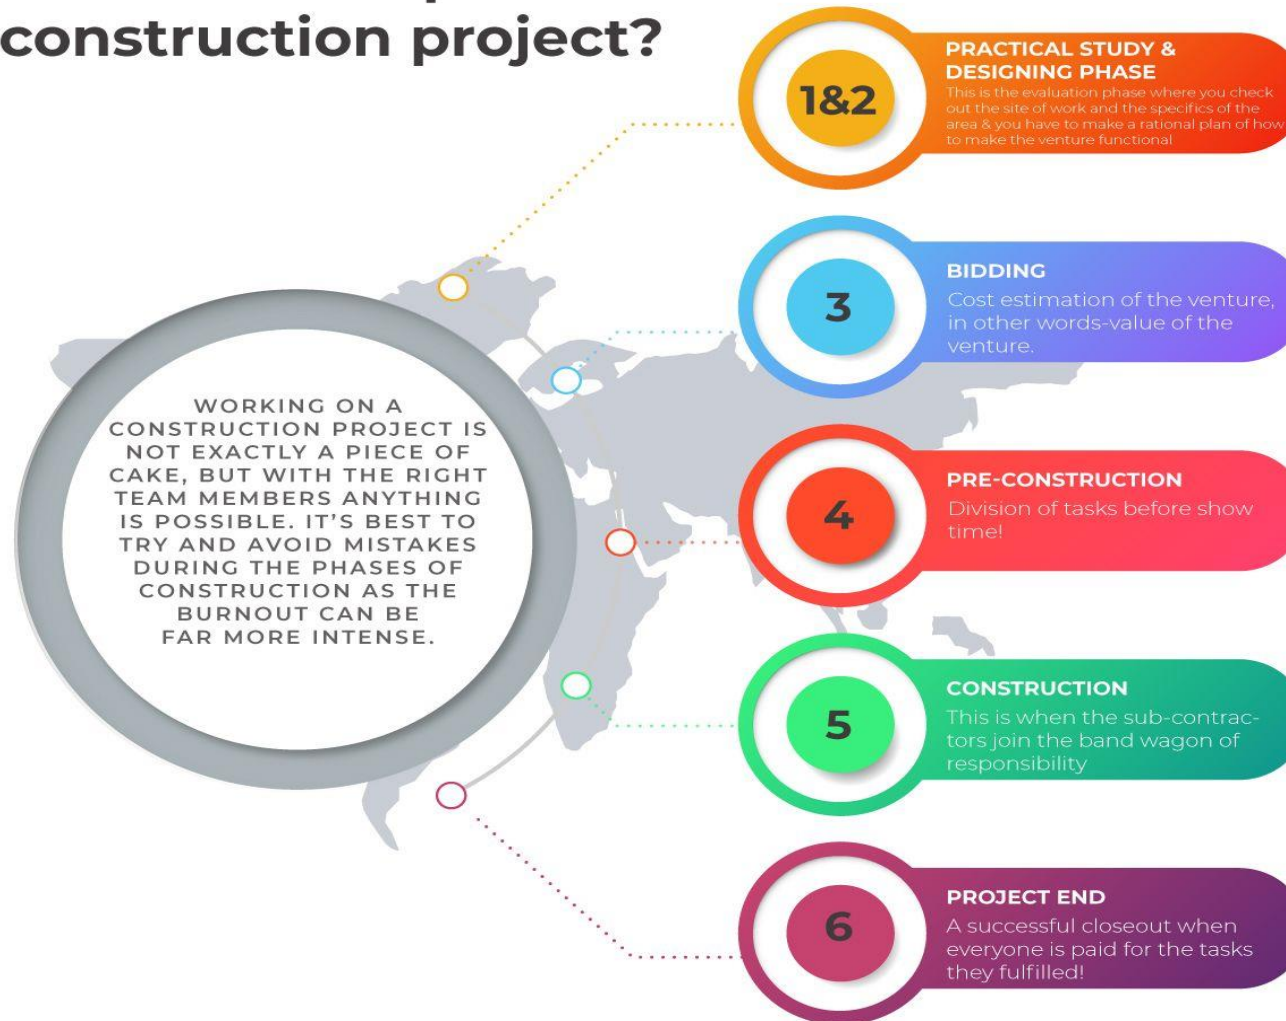 construction project?
WORKING ON A
CONSTRUCTION PROJECT IS
NOT EXACTLY A PIECE OF
CAKE, BUT WITH THE RIGHT
TEAM MEMBERS ANYTHING
IS POSSIBLE. IT’S BEST TO
TRY AND AVOID MISTAKES
DURING THE PHASES OF
CONSTRUCTION AS THE
BURNOUT CAN BE
FAR MORE INTENSE.
1&2
PRACTICAL STUDY &
DESIGNING PHASE
This is the evaluation phase where you check
out the site of work and the specifics of the
area & you have to make a rational plan of how
to make the venture functional
3
BIDDING
Cost estimation of the venture,
in other words-value of the
venture.
4
PRE-CONSTRUCTION
Division of tasks before show
time!
5
CONSTRUCTION
This is when the sub-contrac-
tors join the band wagon of
responsibility
6
PROJECT END
A successful closeout when
everyone is paid for the tasks
they fulfilled!